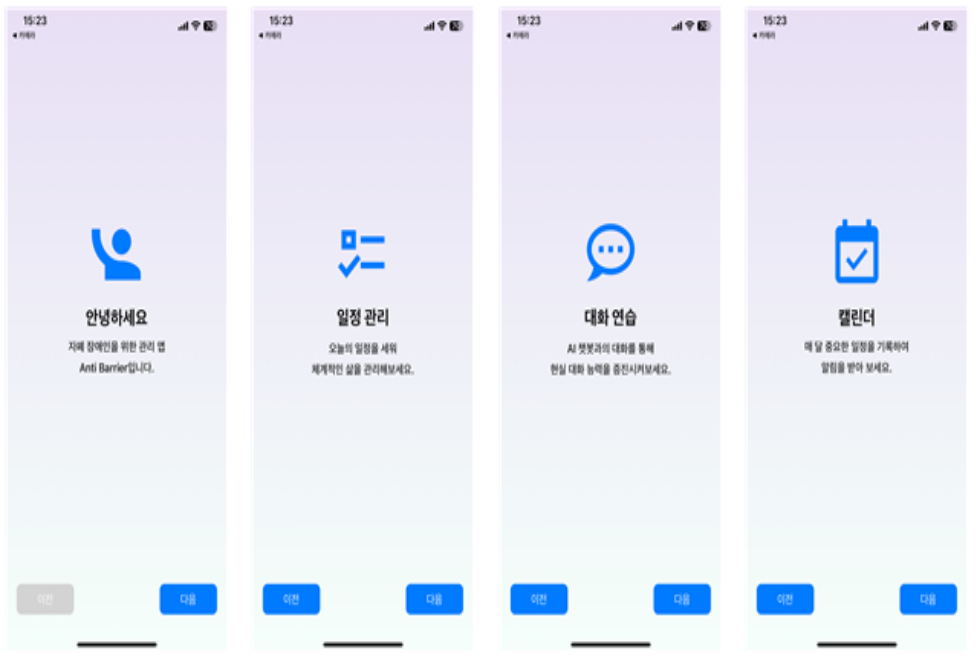 15:23
◀ 카메라
안녕하세요
자폐 장애인을 위한 관리 앱
Anti Barrier입니다.
이전
다음
15:23
◀ 카메라
일정 관리
오늘의 일정을 세워
체계적인 삶을 관리해보세요.
이전
다음
15:23
◀ 카메라
대화 연습
AI 챗봇과의 대화를 통해
현실 대화 능력을 증진시켜보세요.
이전
다음
15:23
◀ 카메라
캘린더
매 달 중요한 일정을 기록하여
알림을 받아 보세요.
이전
다음